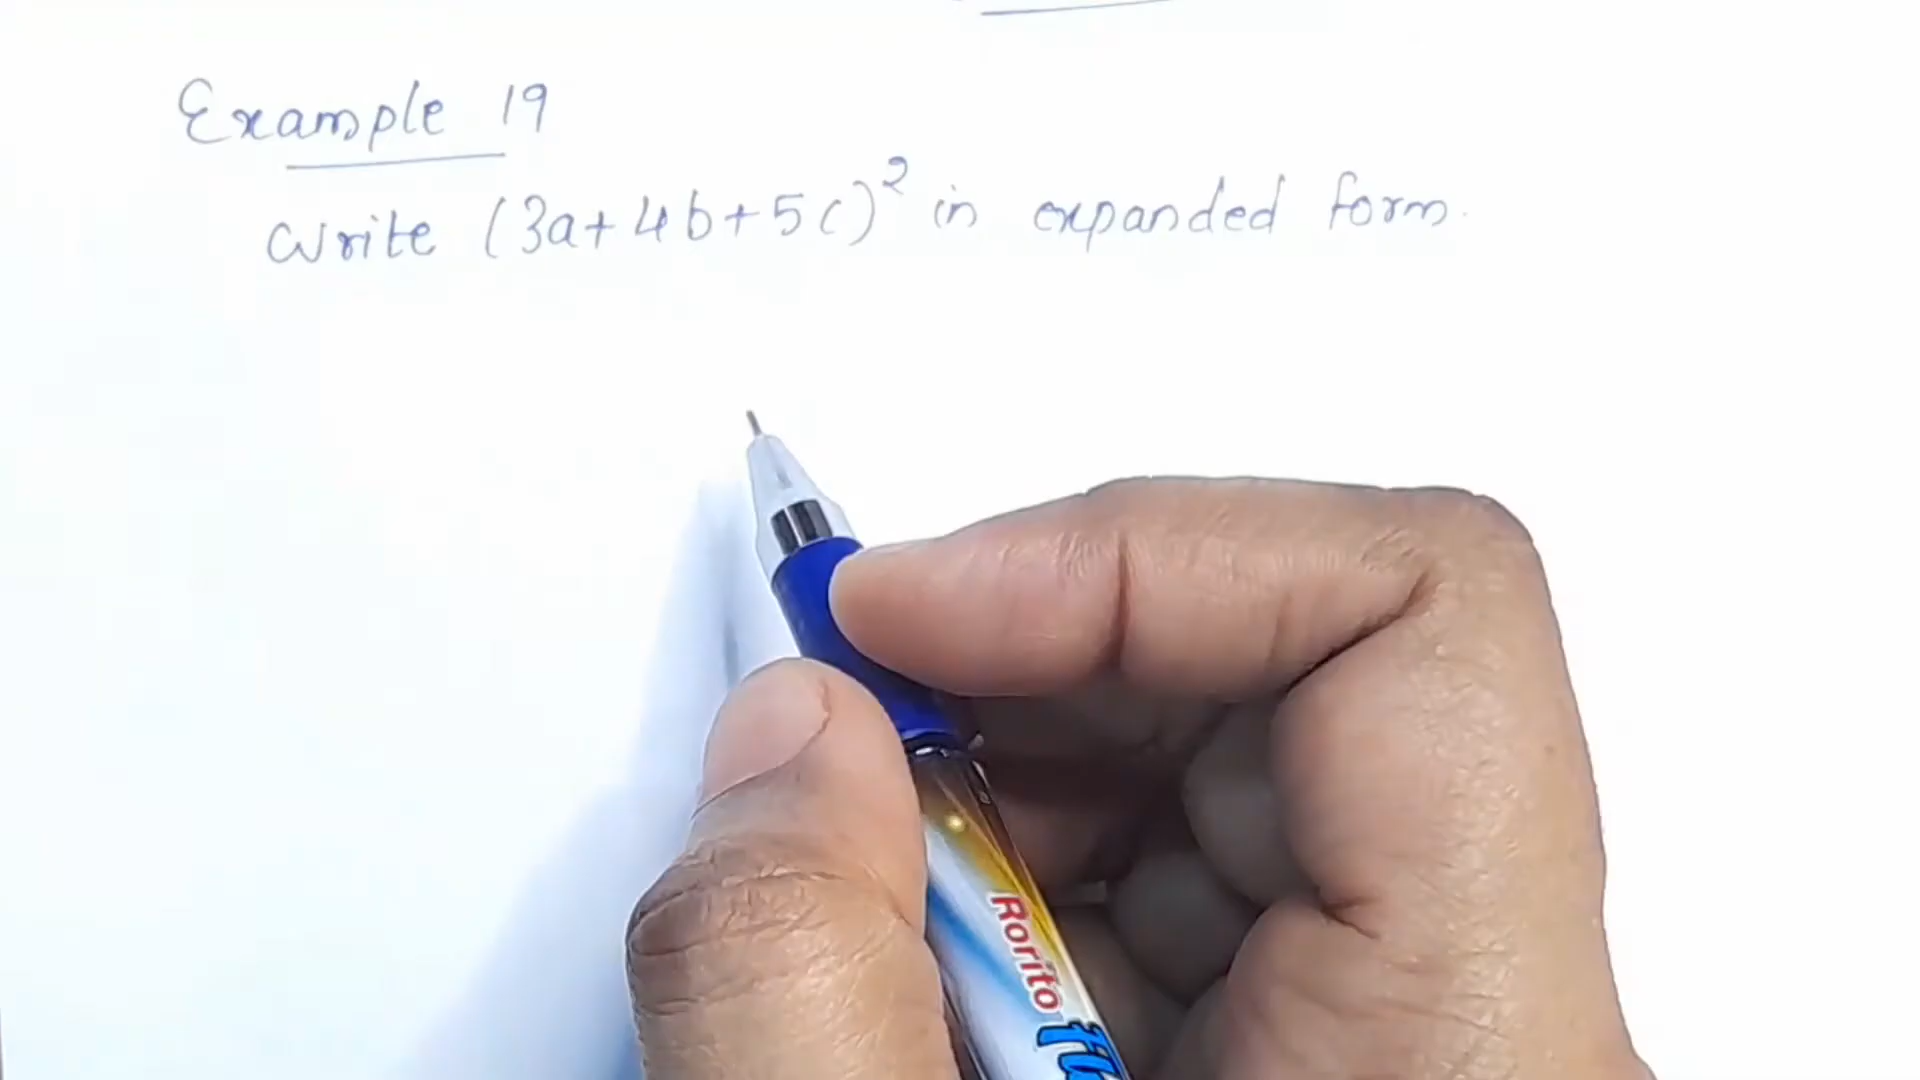 Example 19
Write (3a+4b+5c)² in expanded form.
Rorito